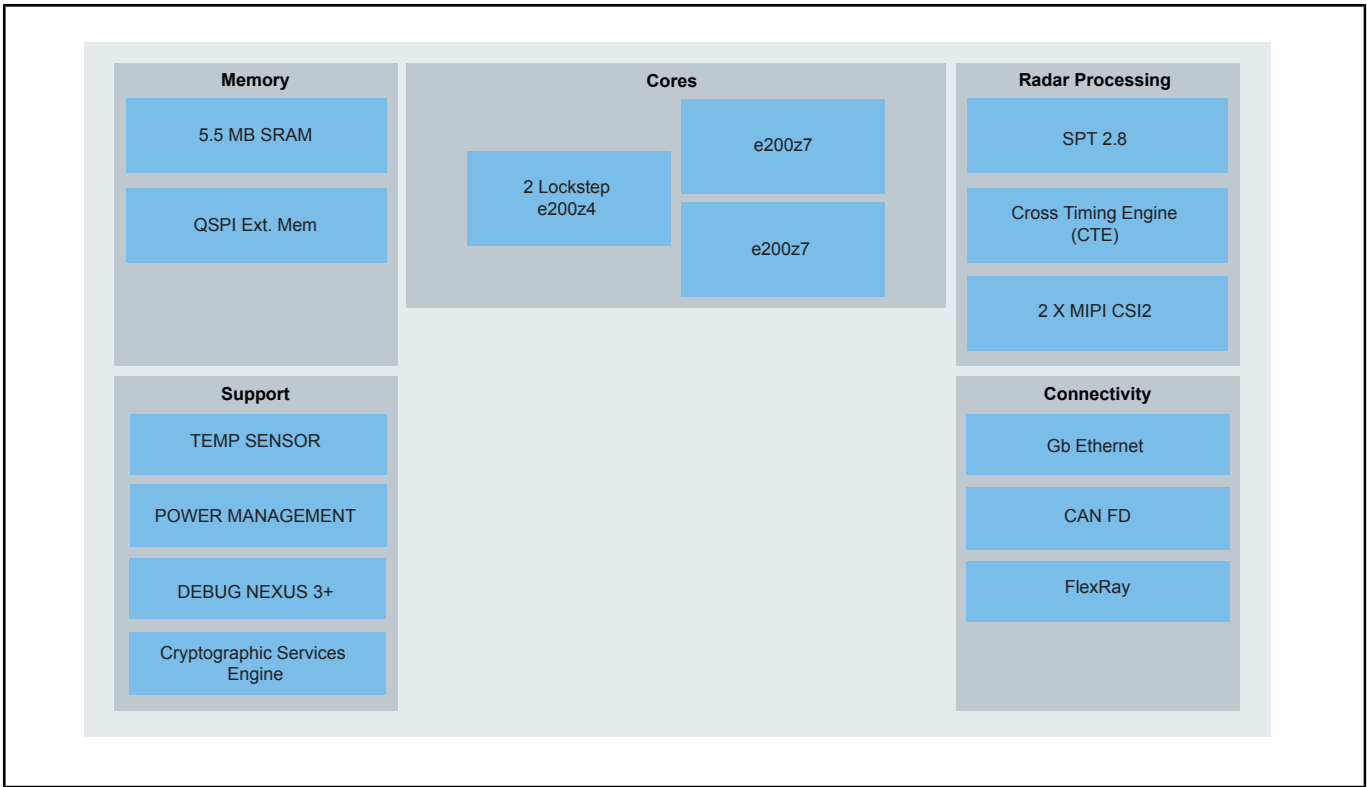 Memory
5.5 MB SRAM
QSPI Ext. Mem
Cores
2 Lockstep
e200z4
e200z7
e200z7
Radar Processing
SPT 2.8
Cross Timing Engine
(CTE)
2 X MIPI CSI2
Support
TEMP SENSOR
POWER MANAGEMENT
DEBUG NEXUS 3+
Cryptographic Services
Engine
Connectivity
Gb Ethernet
CAN FD
FlexRay